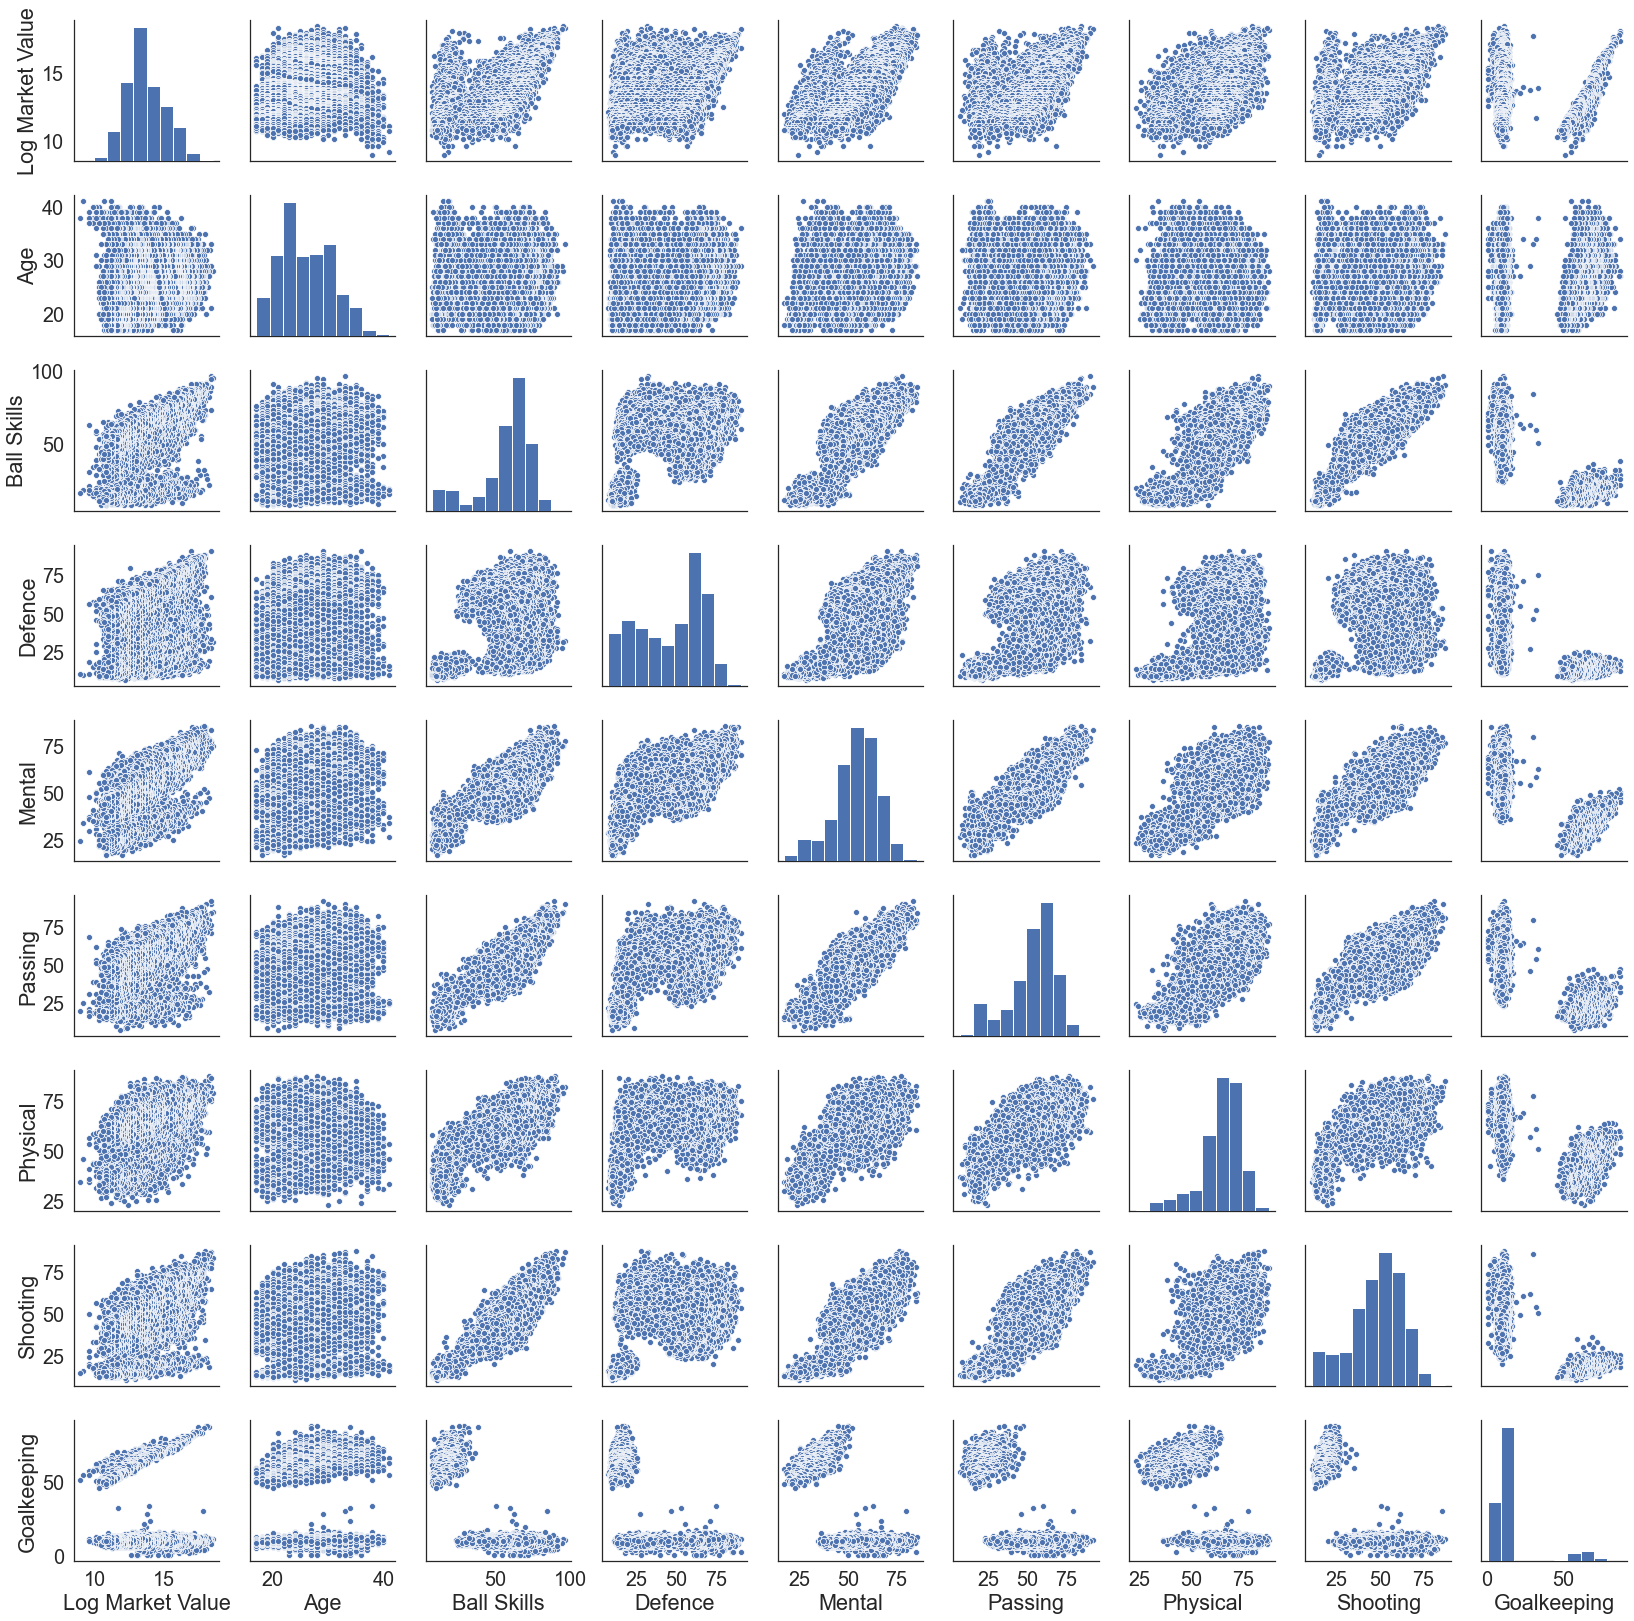 Log Market Value
15
10
Age
40
30
20
Ball Skills
100
50
Defence
75
50
25
Mental
75
50
25
Passing
75
50
25
Physical
75
50
25
Shooting
75
50
25
Goalkeeping
50
0
10 15 20 40 50 100 25 50 75 25 50 75 25 50 75 25 50 75 25 50 75 0 50
Log Market Value Age Ball Skills Defence Mental Passing Physical Shooting Goalkeeping